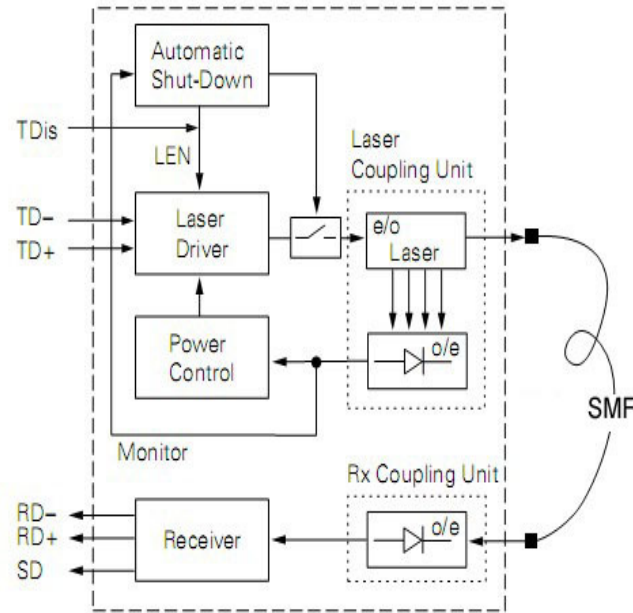 Automatic
Shut-Down
TDis
LEN
Laser
Coupling Unit
TD−
TD+
Laser
Driver
e/o
Laser
Power
Control
o/e
SMF
Monitor
Rx Coupling Unit
RD−
RD+
SD
Receiver
o/e